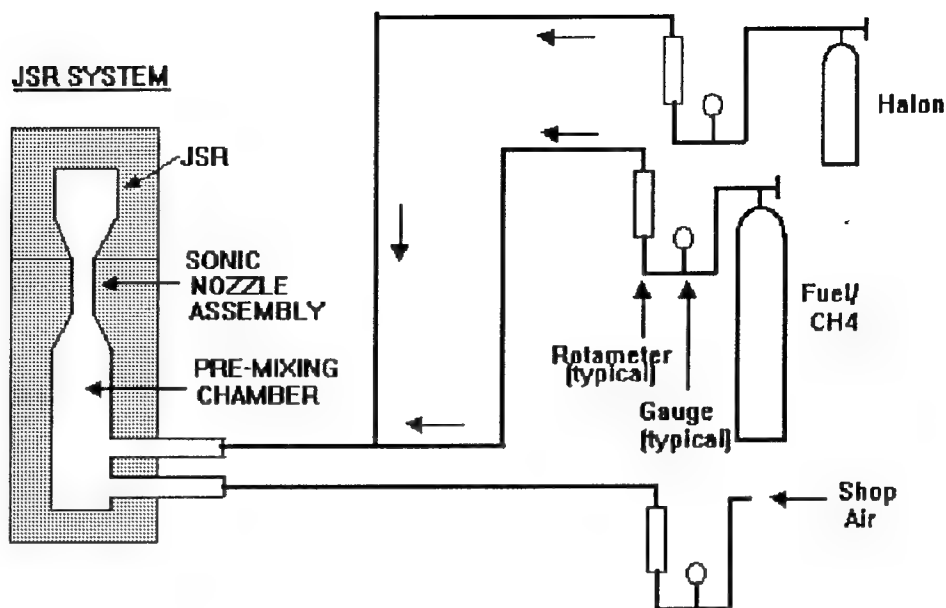 JSR SYSTEM
JSR
SONIC
NOZZLE
ASSEMBLY
PRE-MIXING
CHAMBER
Halon
Fuel/
CH4
Rotameter
(typical)
Gauge
(typical)
Shop
Air